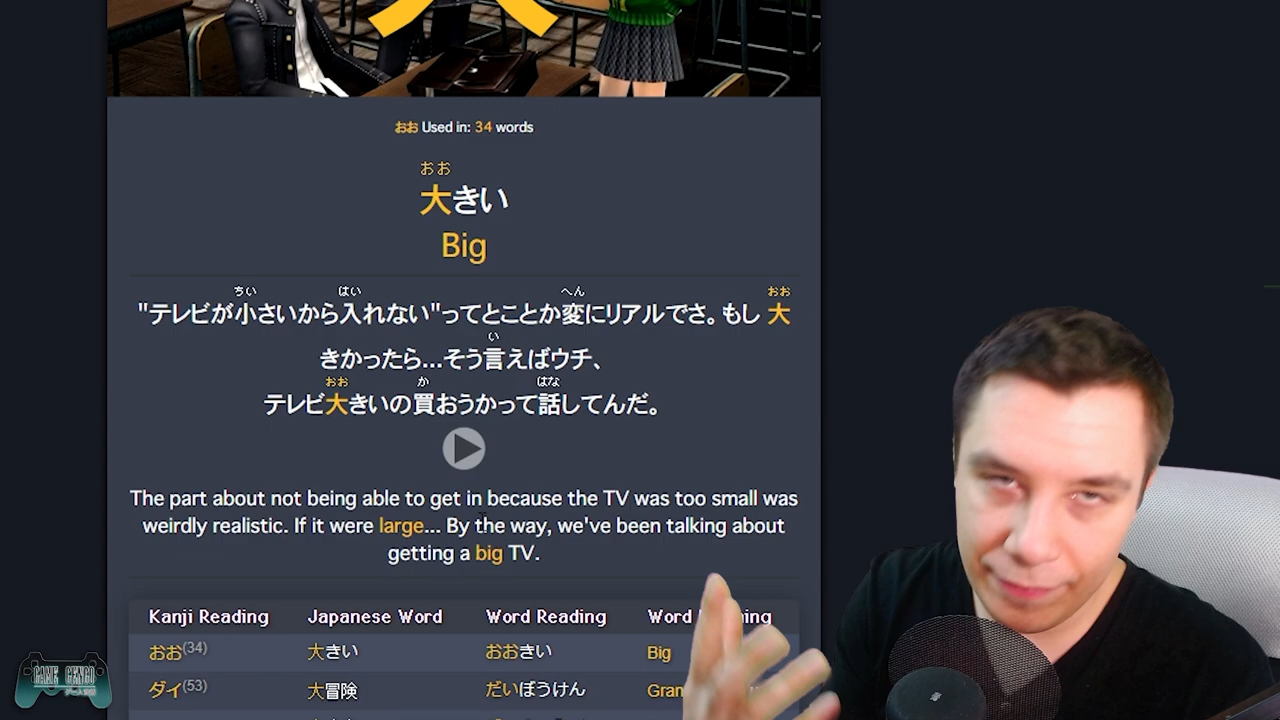 おお Used in: 34 words
おお
大きい
Big
ちい はい へん おお
"テレビが小さいから入れない"ってとことか変にリアルでさ。もし 大
い
きかったら...そう言えばウチ、
おお か はな
テレビ大きいの買おうかって話してんだ。
The part about not being able to get in because the TV was too small was
weirdly realistic. If it were large... By the way, we've been talking about
getting a big TV.
Kanji Reading Japanese Word Word Reading Word
おお(34) 大きい おおきい Big
ダイ(53) 大冒険 だいぼうけん
GAME GENGO